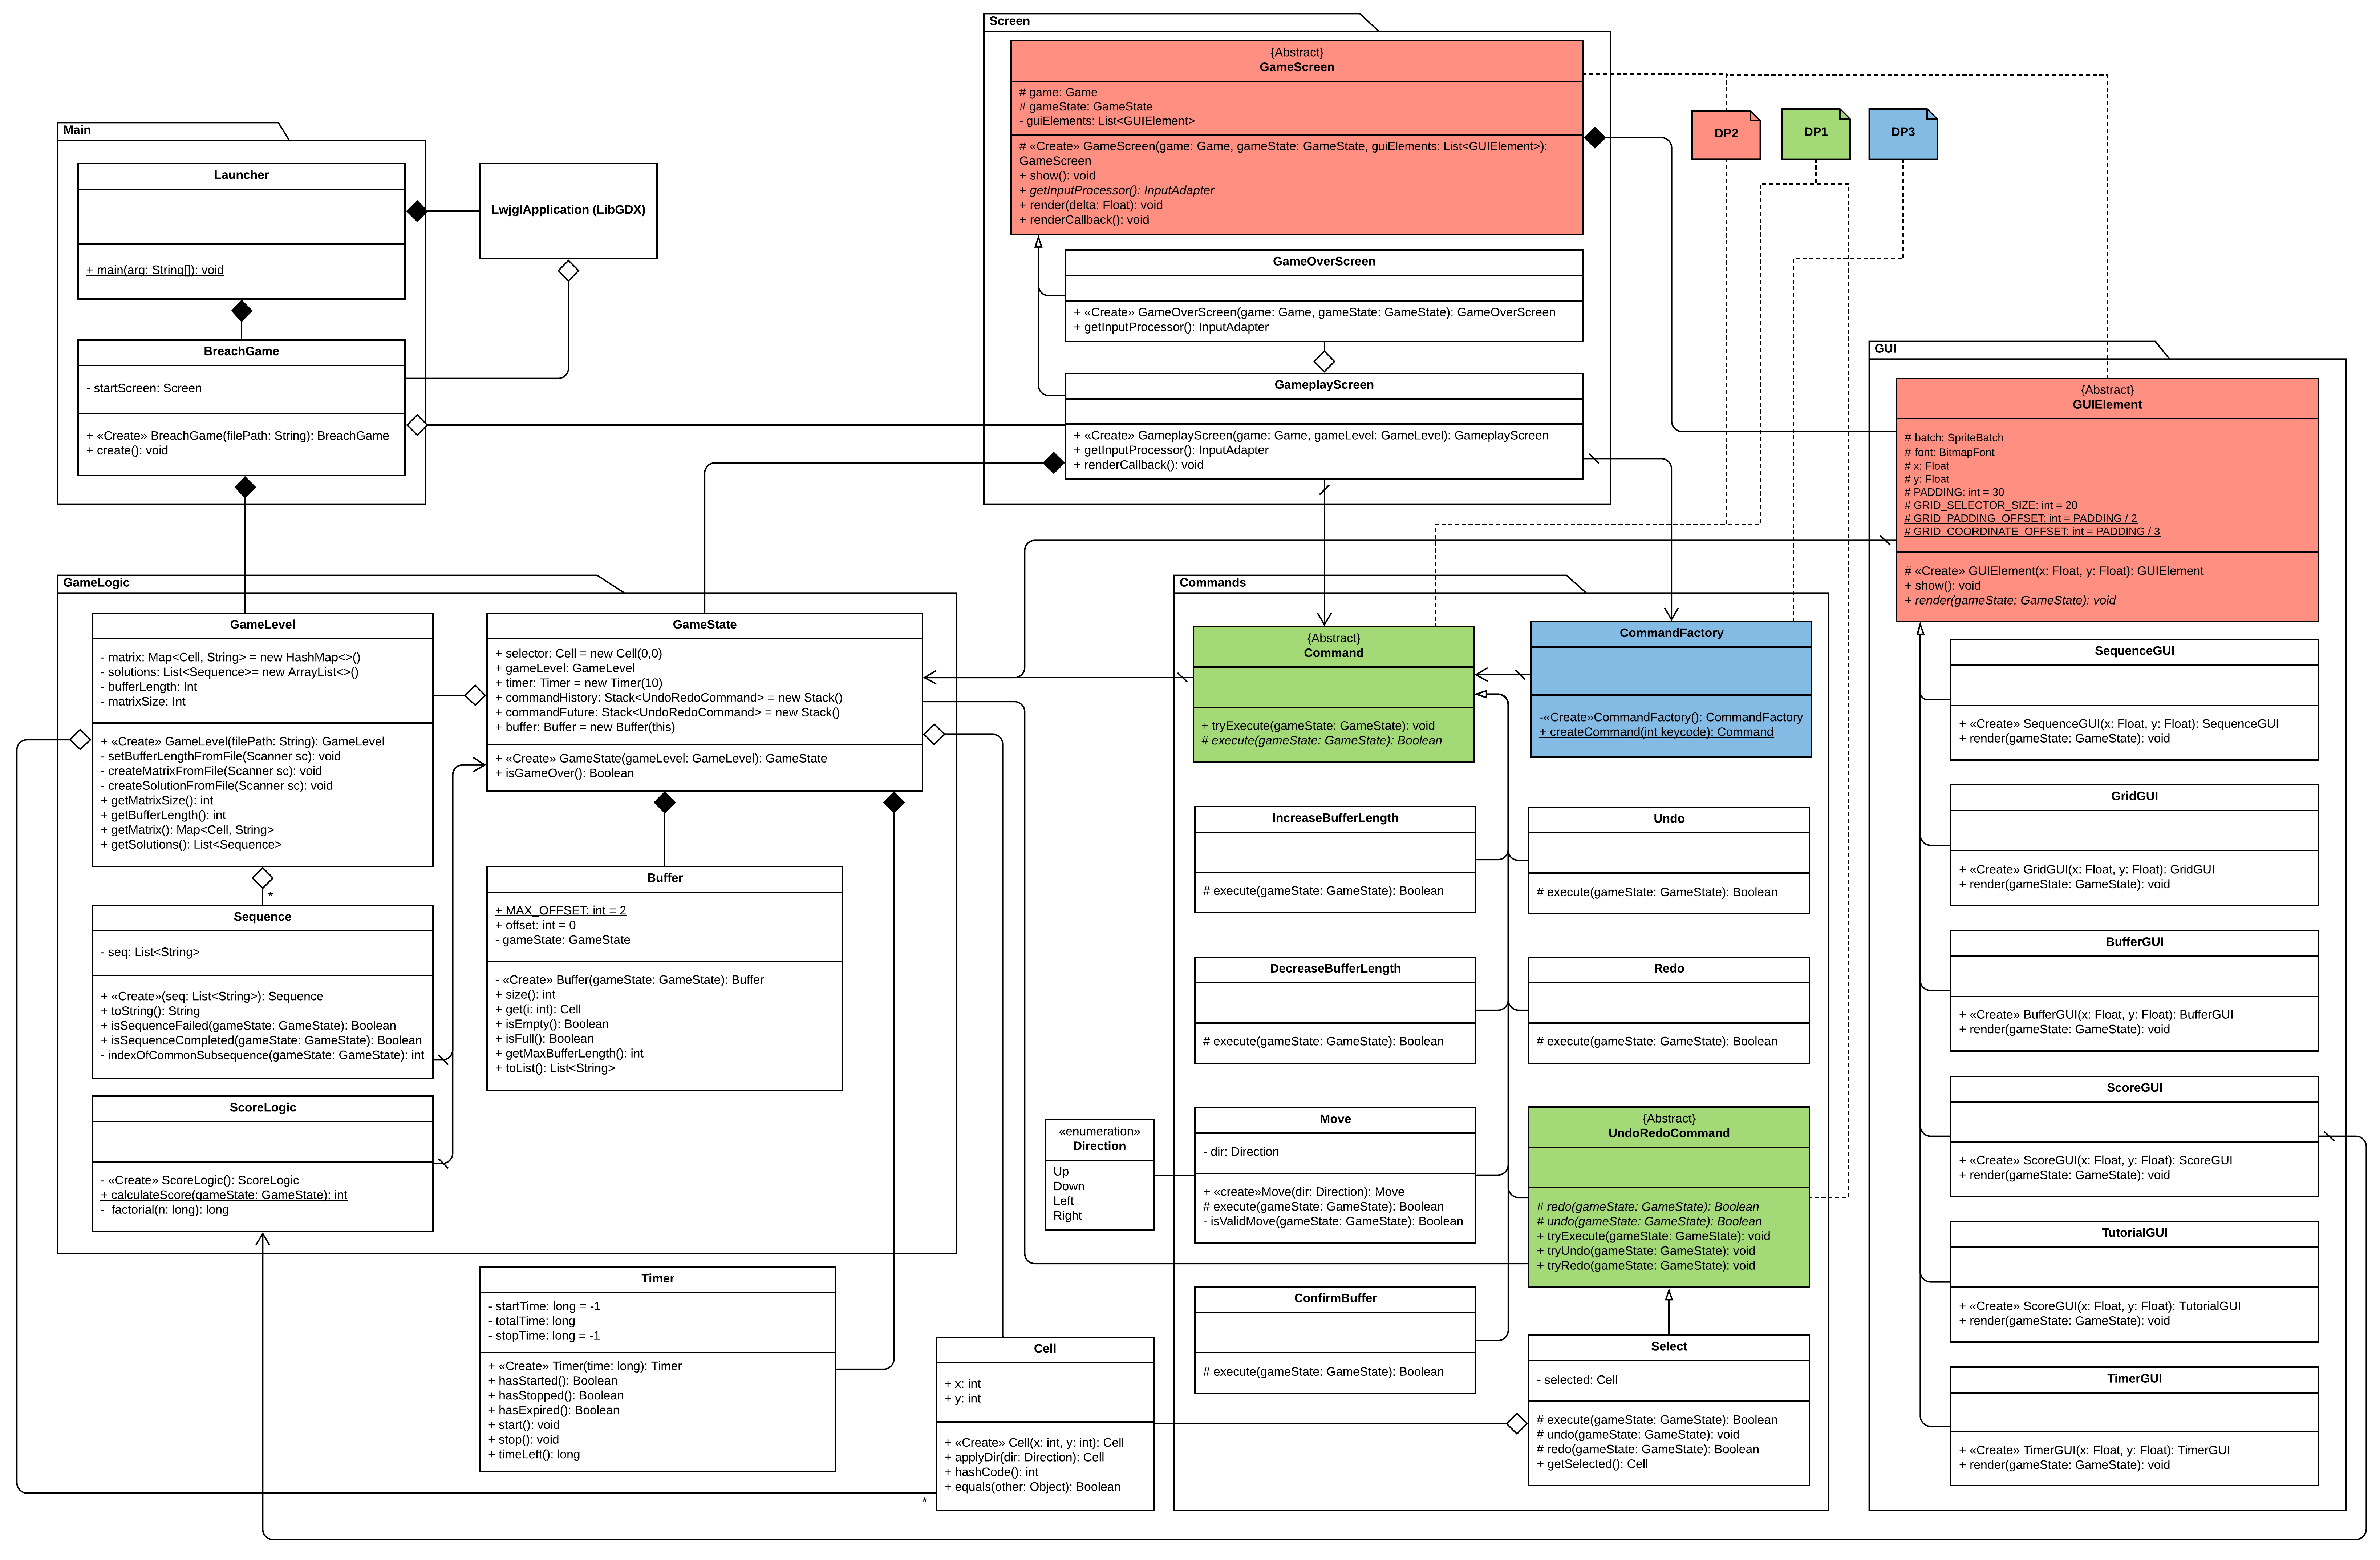 Screen
{Abstract}
GameScreen
# game: Game
# gameState: GameState
- guiElements: List<GUIElement>
# «Create» GameScreen(game: Game, gameState: GameState, guiElements: List<GUIElement>):
GameScreen
+ show(): void
+ getInputProcessor(): InputAdapter
+ render(delta: Float): void
+ renderCallback(): void
GameOverScreen
+ «Create» GameOverScreen(game: Game, gameState: GameState): GameOverScreen
+ getInputProcessor(): InputAdapter
GameplayScreen
+ «Create» GameplayScreen(game: Game, gameLevel: GameLevel): GameplayScreen
+ getInputProcessor(): InputAdapter
+ renderCallback(): void
DP2
DP1
DP3
Main
Launcher
+ main(arg: String[]): void
LwjglApplication (LibGDX)
BreachGame
- startScreen: Screen
+ «Create» BreachGame(filePath: String): BreachGame
+ create(): void
GUI
{Abstract}
GUIElement
# batch: SpriteBatch
# font: BitmapFont
# x: Float
# y: Float
# PADDING: int = 30
# GRID_SELECTOR_SIZE: int = 20
# GRID_PADDING_OFFSET: int = PADDING / 2
# GRID_COORDINATE_OFFSET: int = PADDING / 3
# «Create» GUIElement(x: Float, y: Float): GUIElement
+ show(): void
+ render(gameState: GameState): void
SequenceGUI
+ «Create» SequenceGUI(x: Float, y: Float): SequenceGUI
+ render(gameState: GameState): void
GridGUI
+ «Create» GridGUI(x: Float, y: Float): GridGUI
+ render(gameState: GameState): void
BufferGUI
+ «Create» BufferGUI(x: Float, y: Float): BufferGUI
+ render(gameState: GameState): void
ScoreGUI
+ «Create» ScoreGUI(x: Float, y: Float): ScoreGUI
+ render(gameState: GameState): void
TutorialGUI
+ «Create» ScoreGUI(x: Float, y: Float): TutorialGUI
+ render(gameState: GameState): void
TimerGUI
+ «Create» TimerGUI(x: Float, y: Float): TimerGUI
+ render(gameState: GameState): void
GameLogic
GameLevel
- matrix: Map<Cell, String> = new HashMap<>()
- solutions: List<Sequence>= new ArrayList<>()
- bufferLength: Int
- matrixSize: Int
+ «Create» GameLevel(filePath: String): GameLevel
- setBufferLengthFromFile(Scanner sc): void
- createMatrixFromFile(Scanner sc): void
- createSolutionFromFile(Scanner sc): void
+ getMatrixSize(): int
+ getBufferLength(): int
+ getMatrix(): Map<Cell, String>
+ getSolutions(): List<Sequence>
*
Sequence
- seq: List<String>
+ «Create»(seq: List<String>): Sequence
+ toString(): String
+ isSequenceFailed(gameState: GameState): Boolean
+ isSequenceCompleted(gameState: GameState): Boolean
- indexOfCommonSubsequence(gameState: GameState): int
ScoreLogic
- «Create» ScoreLogic(): ScoreLogic
+ calculateScore(gameState: GameState): int
- factorial(n: long): long
GameState
+ selector: Cell = new Cell(0,0)
+ gameLevel: GameLevel
+ timer: Timer = new Timer(10)
+ commandHistory: Stack<UndoRedoCommand> = new Stack()
+ commandFuture: Stack<UndoRedoCommand> = new Stack()
+ buffer: Buffer = new Buffer(this)
+ «Create» GameState(gameLevel: GameLevel): GameState
+ isGameOver(): Boolean
Buffer
+ MAX_OFFSET: int = 2
+ offset: int = 0
- gameState: GameState
- «Create» Buffer(gameState: GameState): Buffer
+ size(): int
+ get(i: int): Cell
+ isEmpty(): Boolean
+ isFull(): Boolean
+ getMaxBufferLength(): int
+ toList(): List<String>
Timer
- startTime: long = -1
- totalTime: long
- stopTime: long = -1
+ «Create» Timer(time: long): Timer
+ hasStarted(): Boolean
+ hasStopped(): Boolean
+ hasExpired(): Boolean
+ start(): void
+ stop(): void
+ timeLeft(): long
Cell
+ x: int
+ y: int
+ «Create» Cell(x: int, y: int): Cell
+ applyDir(dir: Direction): Cell
+ hashCode(): int
+ equals(other: Object): Boolean
*
«enumeration»
Direction
Up
Down
Left
Right
Commands
{Abstract}
Command
+ tryExecute(gameState: GameState): void
# execute(gameState: GameState): Boolean
CommandFactory
-«Create»CommandFactory(): CommandFactory
+ createCommand(int keycode): Command
IncreaseBufferLength
# execute(gameState: GameState): Boolean
Undo
# execute(gameState: GameState): Boolean
DecreaseBufferLength
# execute(gameState: GameState): Boolean
Redo
# execute(gameState: GameState): Boolean
Move
- dir: Direction
+ «create»Move(dir: Direction): Move
# execute(gameState: GameState): Boolean
- isValidMove(gameState: GameState): Boolean
{Abstract}
UndoRedoCommand
# redo(gameState: GameState): Boolean
# undo(gameState: GameState): Boolean
+ tryExecute(gameState: GameState): void
+ tryUndo(gameState: GameState): void
+ tryRedo(gameState: GameState): void
ConfirmBuffer
# execute(gameState: GameState): Boolean
Select
- selected: Cell
# execute(gameState: GameState): Boolean
# undo(gameState: GameState): void
# redo(gameState: GameState): Boolean
+ getSelected(): Cell